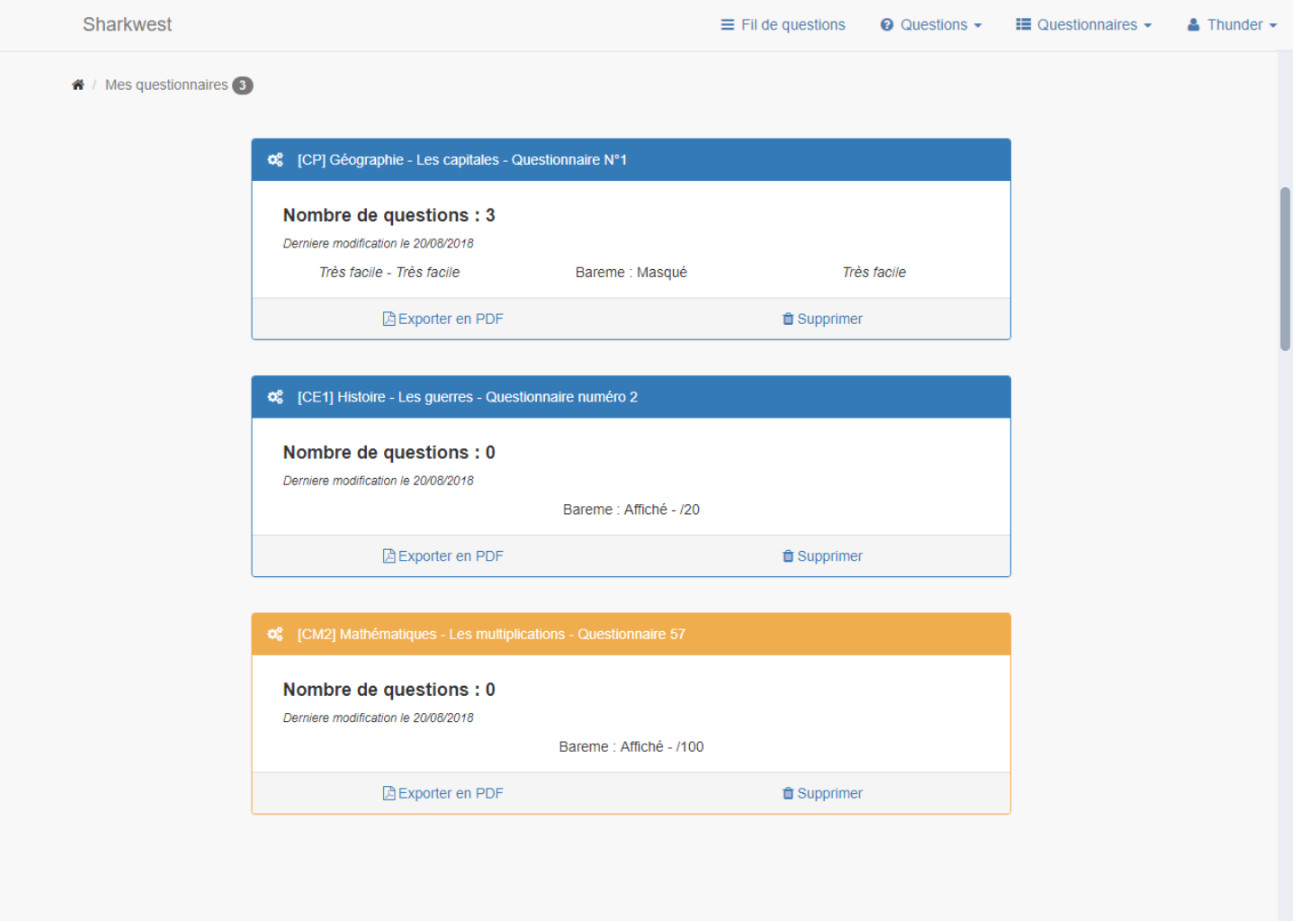 Sharkwest Fil de questions Questions Questionnaires Thunder
/ Mes questionnaires 3
[CP] Géographie - Les capitales - Questionnaire N°1
Nombre de questions : 3
Derniere modification le 20/08/2018
Très facile - Très facile Bareme : Masqué Très facile
Exporter en PDF Supprimer
[CE1] Histoire - Les guerres - Questionnaire numéro 2
Nombre de questions : 0
Derniere modification le 20/08/2018
Bareme : Affiché - /20
Exporter en PDF Supprimer
[CM2] Mathématiques - Les multiplications - Questionnaire 57
Nombre de questions : 0
Derniere modification le 20/08/2018
Bareme : Affiché - /100
Exporter en PDF Supprimer